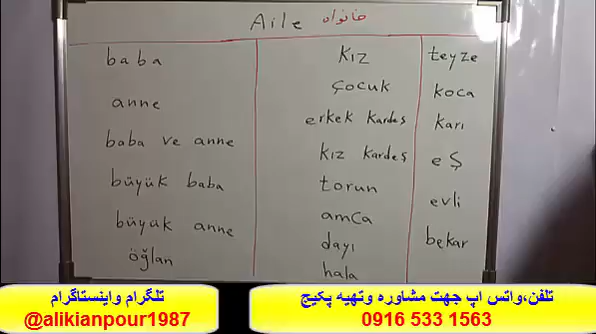 Aile خانواه
baba
anne
baba ve anne
büyük baba
büyük anne
öğlan
kız
çocuk
erkek kardeş
kız kardeş
torun
amca
dayı
hala
teyze
koca
karı
eş
evli
bekar
تلگرام واینستاگرام
@alikianpour1987
تلفن،واتس اپ جهت مشاوره وتهیه پکیج
0916 533 1563